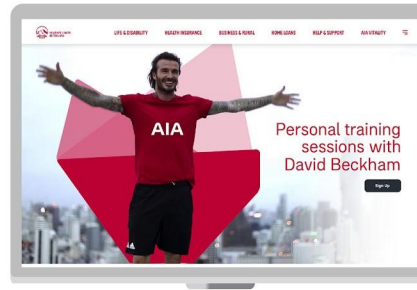 LIFE & DISABILITY
HEALTH INSURANCE
BUSINESS & RURAL
HOME LOANS
HELP & SUPPORT
AIA VITALITY
AIA
Personal training
sessions with
David Beckham
Sign Up